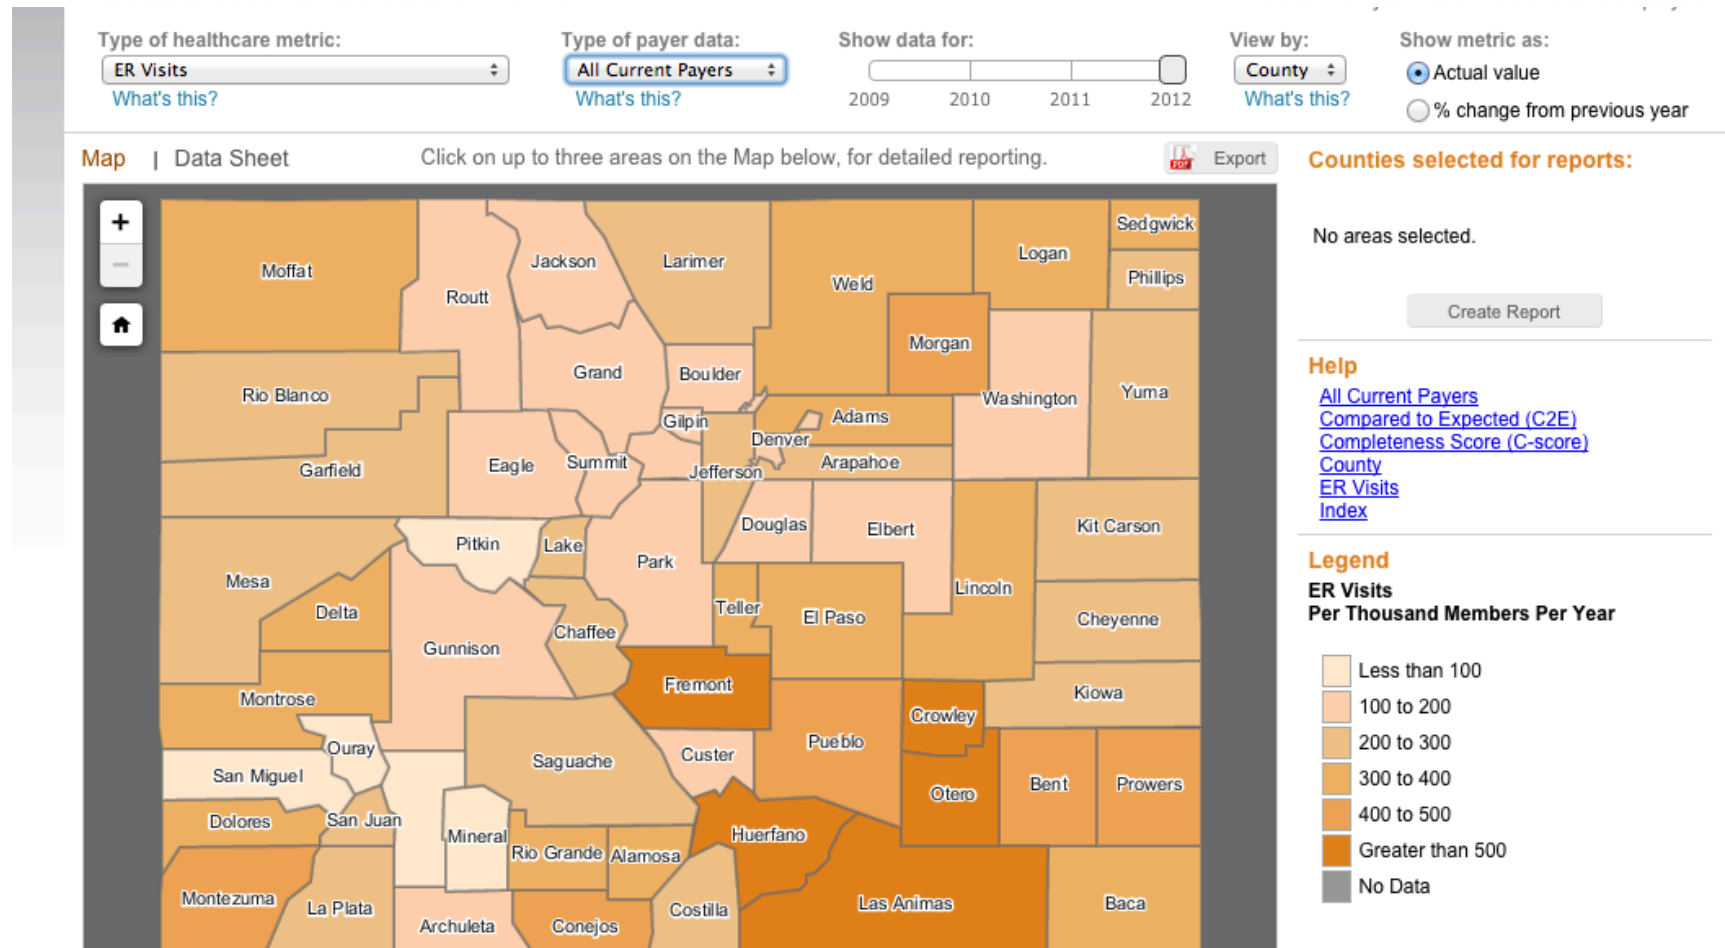 Type of healthcare metric:
Type of payer data:
Show data for:
View by:
Show metric as:
ER Visits
All Current Payers
County
Actual value
What's this?
What's this?
2009
2010
2011
2012
What's this?
% change from previous year
Map | Data Sheet
Click on up to three areas on the Map below, for detailed reporting.
Export
Counties selected for reports:
No areas selected.
Create Report
Help
All Current Payers
Compared to Expected (C2E)
Completeness Score (C-score)
County
ER Visits
Index
Legend
ER Visits
Per Thousand Members Per Year
Less than 100
100 to 200
200 to 300
300 to 400
400 to 500
Greater than 500
No Data
+
−
Moffat
Routt
Jackson
Larimer
Weld
Logan
Sedgwick
Phillips
Morgan
Rio Blanco
Grand
Boulder
Washington
Yuma
Gilpin
Adams
Denver
Garfield
Eagle
Summit
Jefferson
Arapahoe
Pitkin
Lake
Park
Douglas
Elbert
Kit Carson
Mesa
Delta
Gunnison
Chaffee
Teller
El Paso
Lincoln
Cheyenne
Montrose
Fremont
Crowley
Kiowa
Ouray
San Miguel
Saguache
Custer
Pueblo
Otero
Bent
Prowers
Dolores
San Juan
Mineral
Rio Grande
Alamosa
Huerfano
Montezuma
La Plata
Archuleta
Conejos
Costilla
Las Animas
Baca